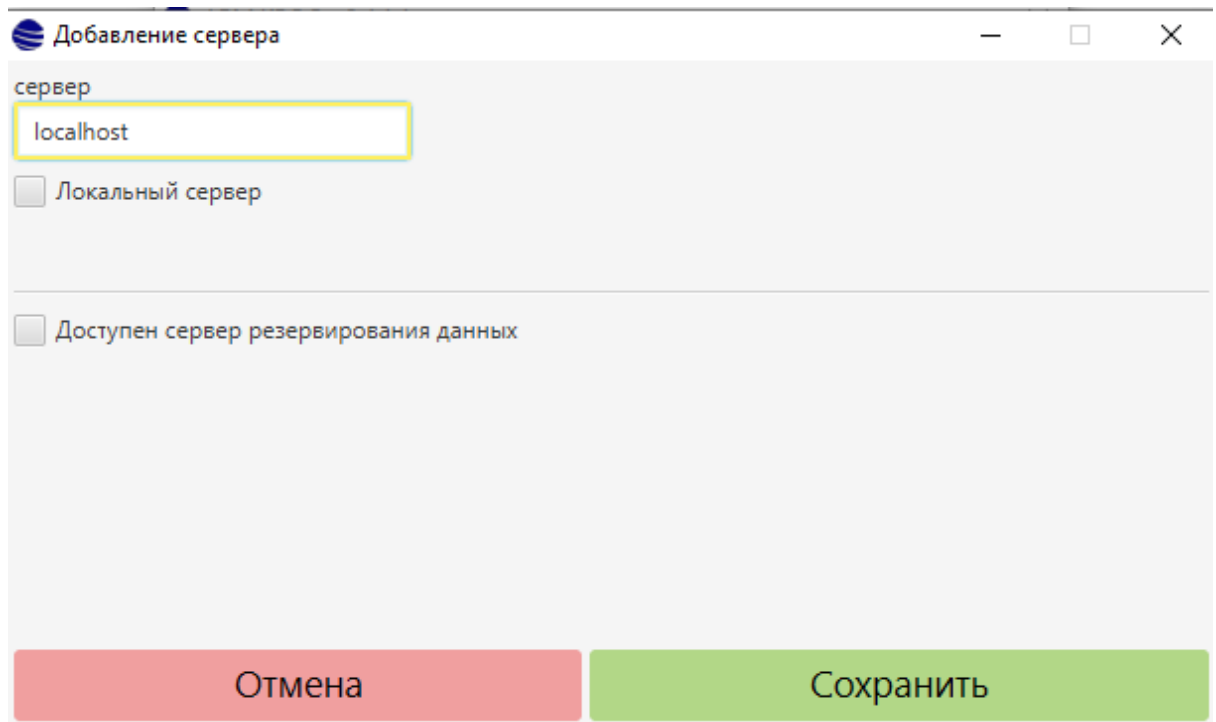 Добавление сервера
сервер
localhost
Локальный сервер
Доступен сервер резервирования данных
Отмена
Сохранить